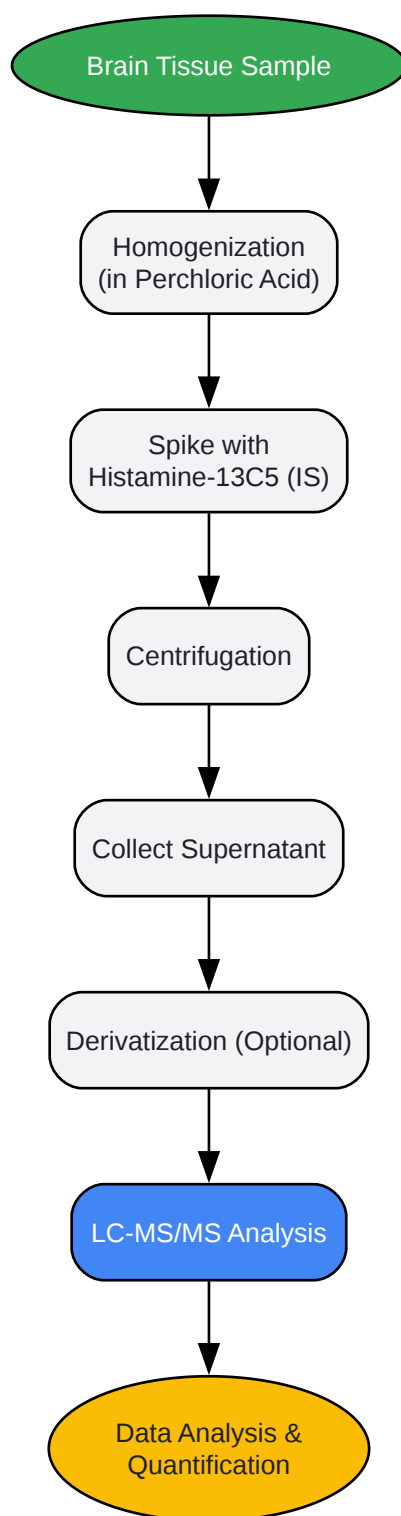 Brain Tissue Sample
Homogenization
(in Perchloric Acid)
Spike with
Histamine-13C5 (IS)
Centrifugation
Collect Supernatant
Derivatization (Optional)
LC-MS/MS Analysis
Data Analysis &
Quantification